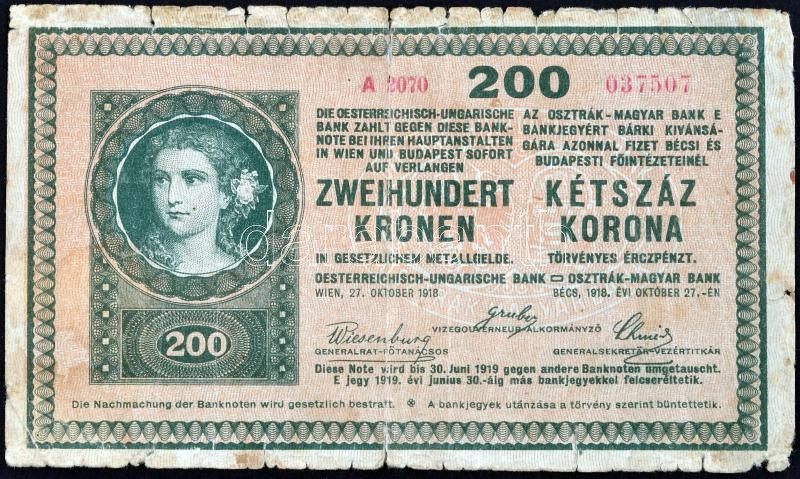 A 2070 200 037507
DIE OESTERREICHISCH-UNGARISCHE
BANK ZAHLT GEGEN DIESE BANK-
NOTE BEI IHREN HAUPTANSTALTEN
IN WIEN UND BUDAPEST SOFORT
AUF VERLANGEN
AZ OSZTRÁK-MAGYAR BANK E
BANKJEGYÉRT BÁRKI KIVÁNSÁ-
GÁRA AZONNAL FIZET BÉCSI ÉS
BUDAPESTI FŐINTÉZETEINÉL
ZWEIHUNDERT
KRONEN
KÉTSZÁZ
KORONA
IN GESETZLICHEM METALLGELDE.
TÖRVÉNYES ÉRCZPÉNZT.
OESTERREICHISCH-UNGARISCHE BANK OSZTRÁK-MAGYAR BANK
WIEN, 27. OKTOBER 1918
BÉCS, 1918. ÉVI OKTÓBER 27.-ÉN
Gruber
VIZEGOUVERNEUR-ALKORMÁNYZÓ
Wiesenburg
GENERALRAT-FŐTANÁCSOS
Schmid
GENERALSEKRETÄR-VEZÉRTITKÁR
200
Diese Note wird bis 30. Juni 1919 gegen andere Banknoten umgetauscht.
E jegy 1919. évi junius 30.-áig más bankjegyekkel felcseréltetik.
Die Nachmachung der Banknoten wird gesetzlich bestraft. A bankjegyek utánzása a törvény szerint büntettetik.